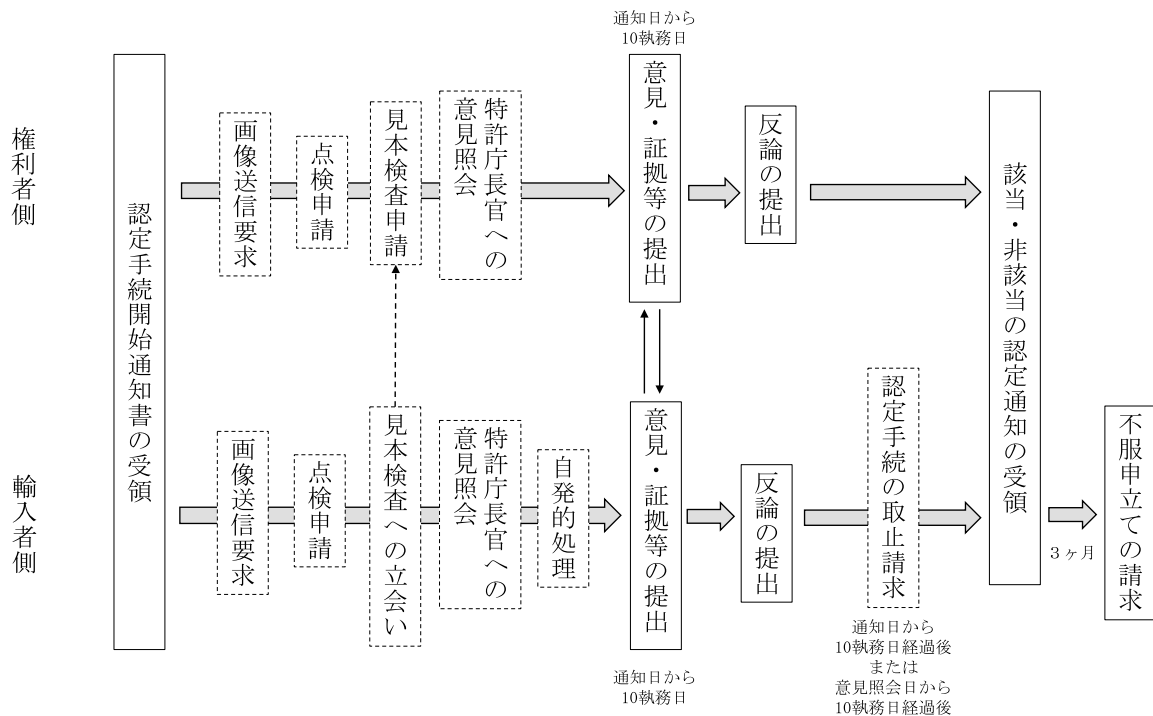 通知日から
10執務日
権利者側
認定手続開始通知書の受領
画像送信要求
点検申請
見本検査申請
特許庁長官への
意見照会
意見・証拠等の提出
反論の提出
該当・非該当の認定通知の受領
輸入者側
画像送信要求
点検申請
見本検査への立会い
特許庁長官への
意見照会
自発的処理
意見・証拠等の提出
通知日から
10執務日
反論の提出
認定手続の取止請求
通知日から
10執務日経過後
または
意見照会日から
10執務日経過後
3ヶ月
不服申立ての請求